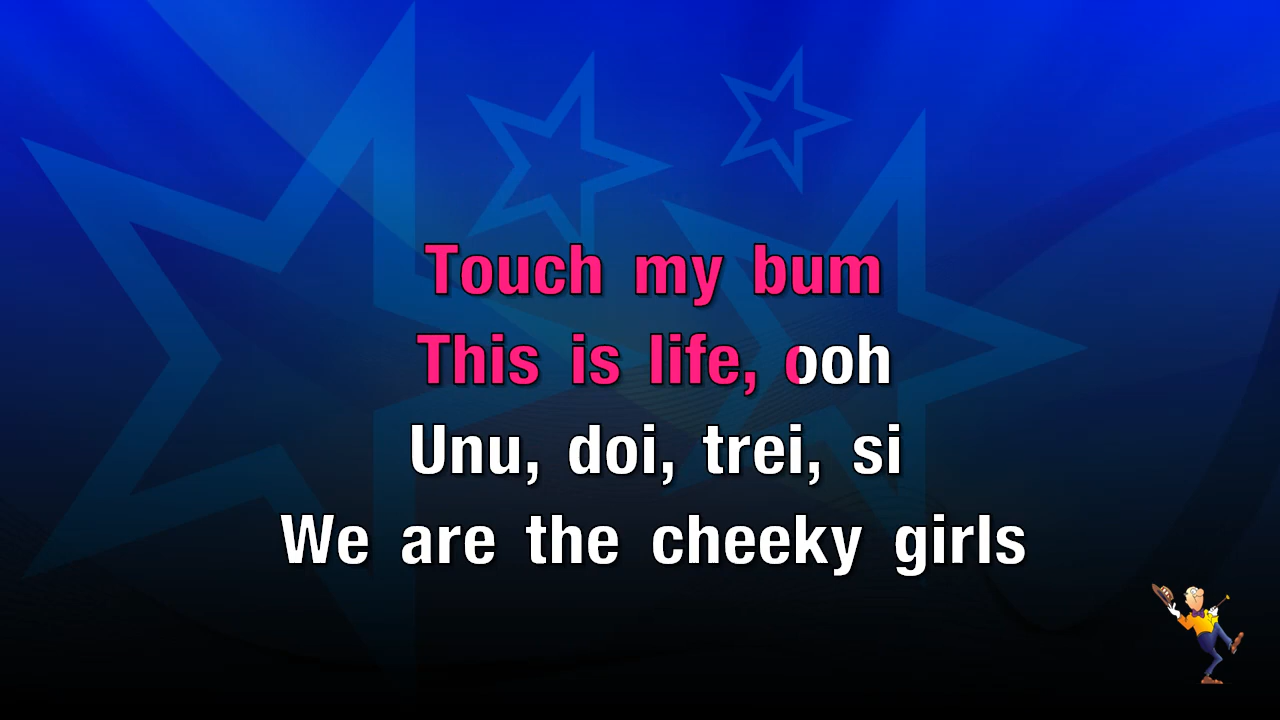 Touch my bum
This is life, ooh
Unu, doi, trei, si
We are the cheeky girls